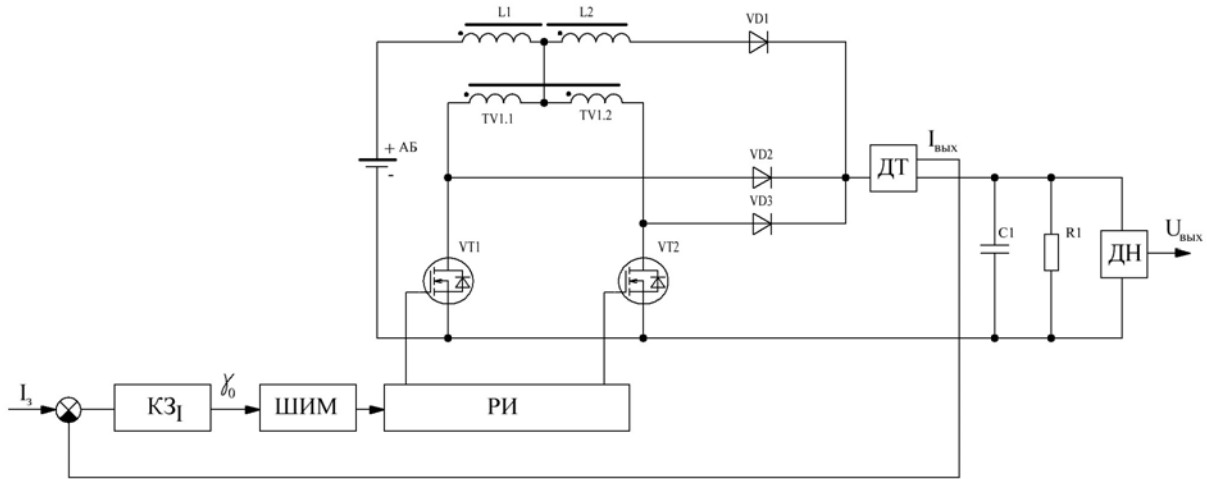 L1 L2 VD1
TV1.1 TV1.2
+ АБ
-
VD2
VD3
ДТ
Iвых
VT1 VT2
C1 R1 ДН Uвых
Iз
КЗI
γ0
ШИМ
РИ